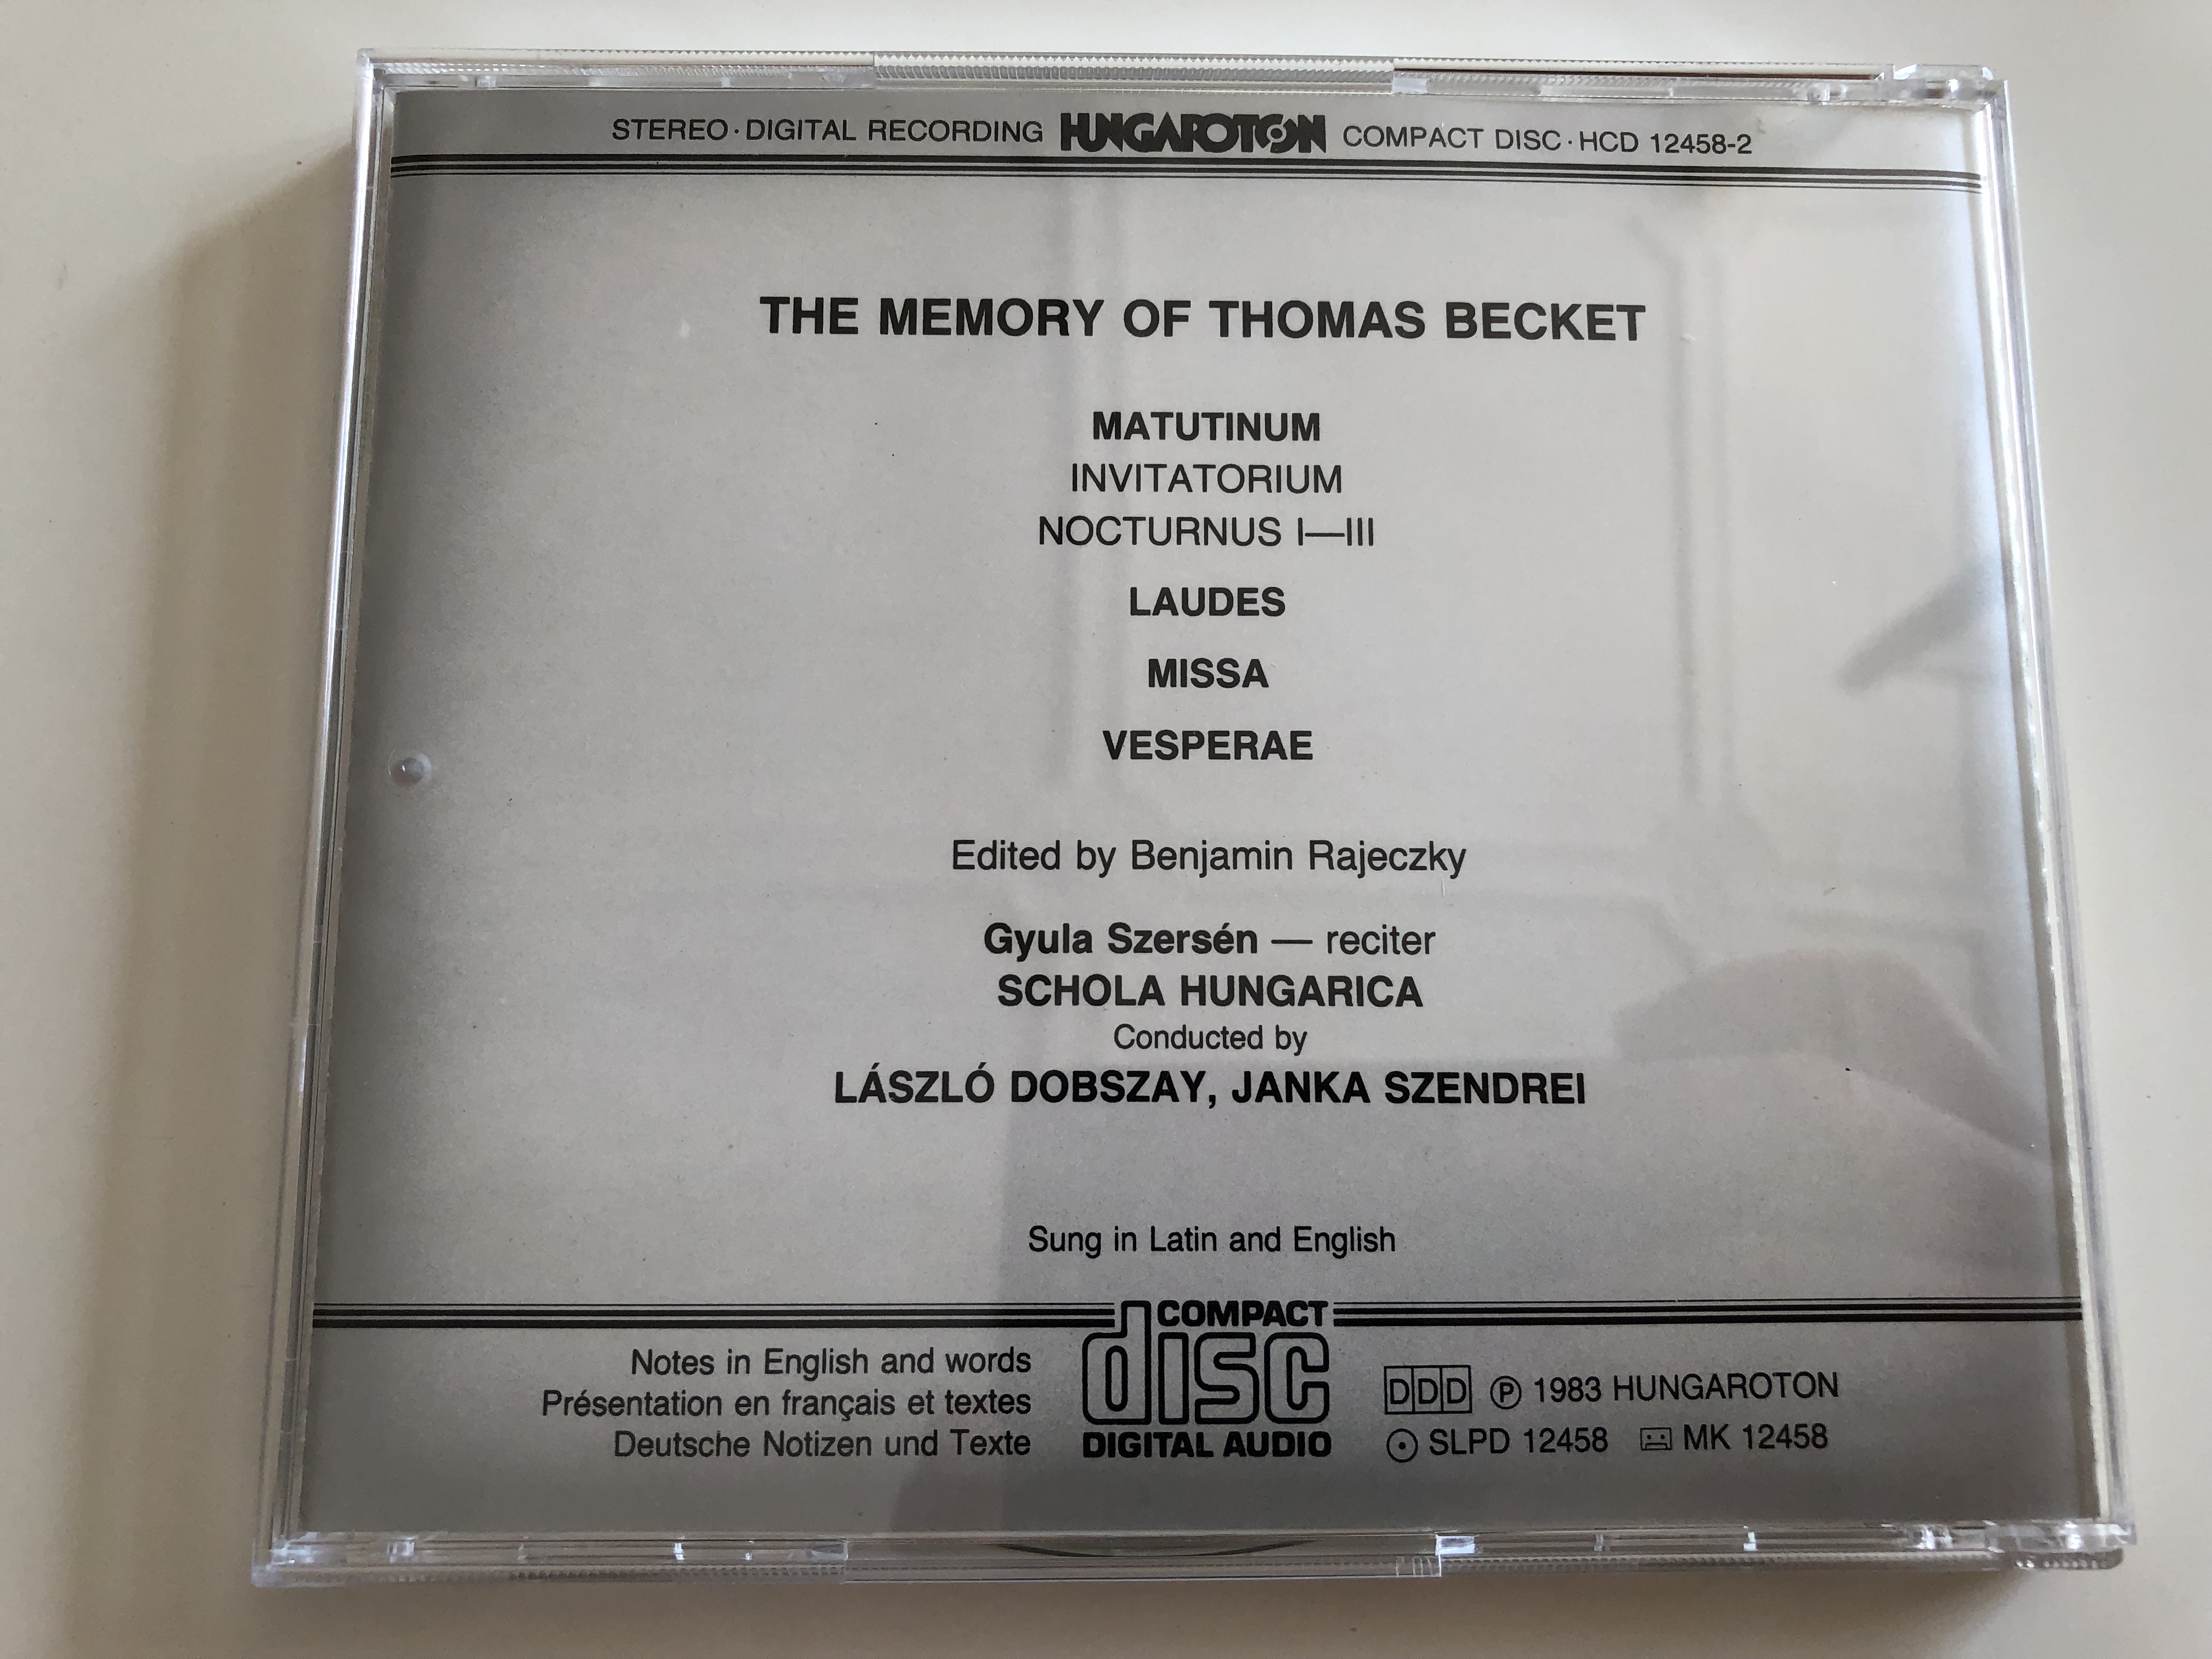 STEREO · DIGITAL RECORDING HUNGAROTON COMPACT DISC · HCD 12458-2
THE MEMORY OF THOMAS BECKET
MATUTINUM
INVITATORIUM
NOCTURNUS I—III
LAUDES
MISSA
VESPERAE
Edited by Benjamin Rajeczky
Gyula Szersén — reciter
SCHOLA HUNGARICA
Conducted by
LÁSZLÓ DOBSZAY, JANKA SZENDREI
Sung in Latin and English
Notes in English and words
Présentation en français et textes
Deutsche Notizen und Texte
COMPACT
disc
DIGITAL AUDIO
DDD ℗ 1983 HUNGAROTON
SLPD 12458 MK 12458